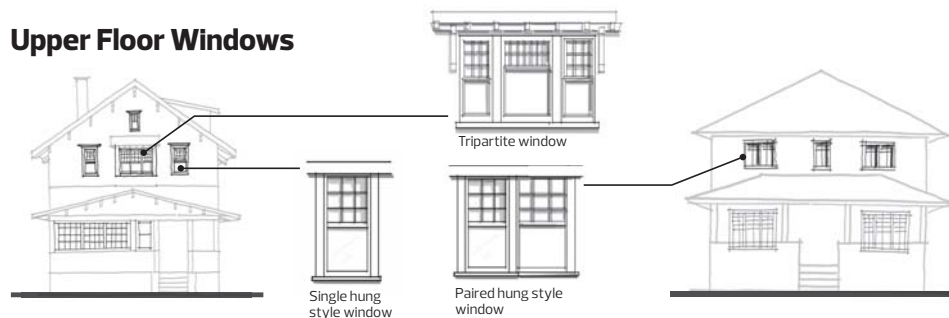 Upper Floor Windows
Tripartite window
Single hung
style window
Paired hung style
window